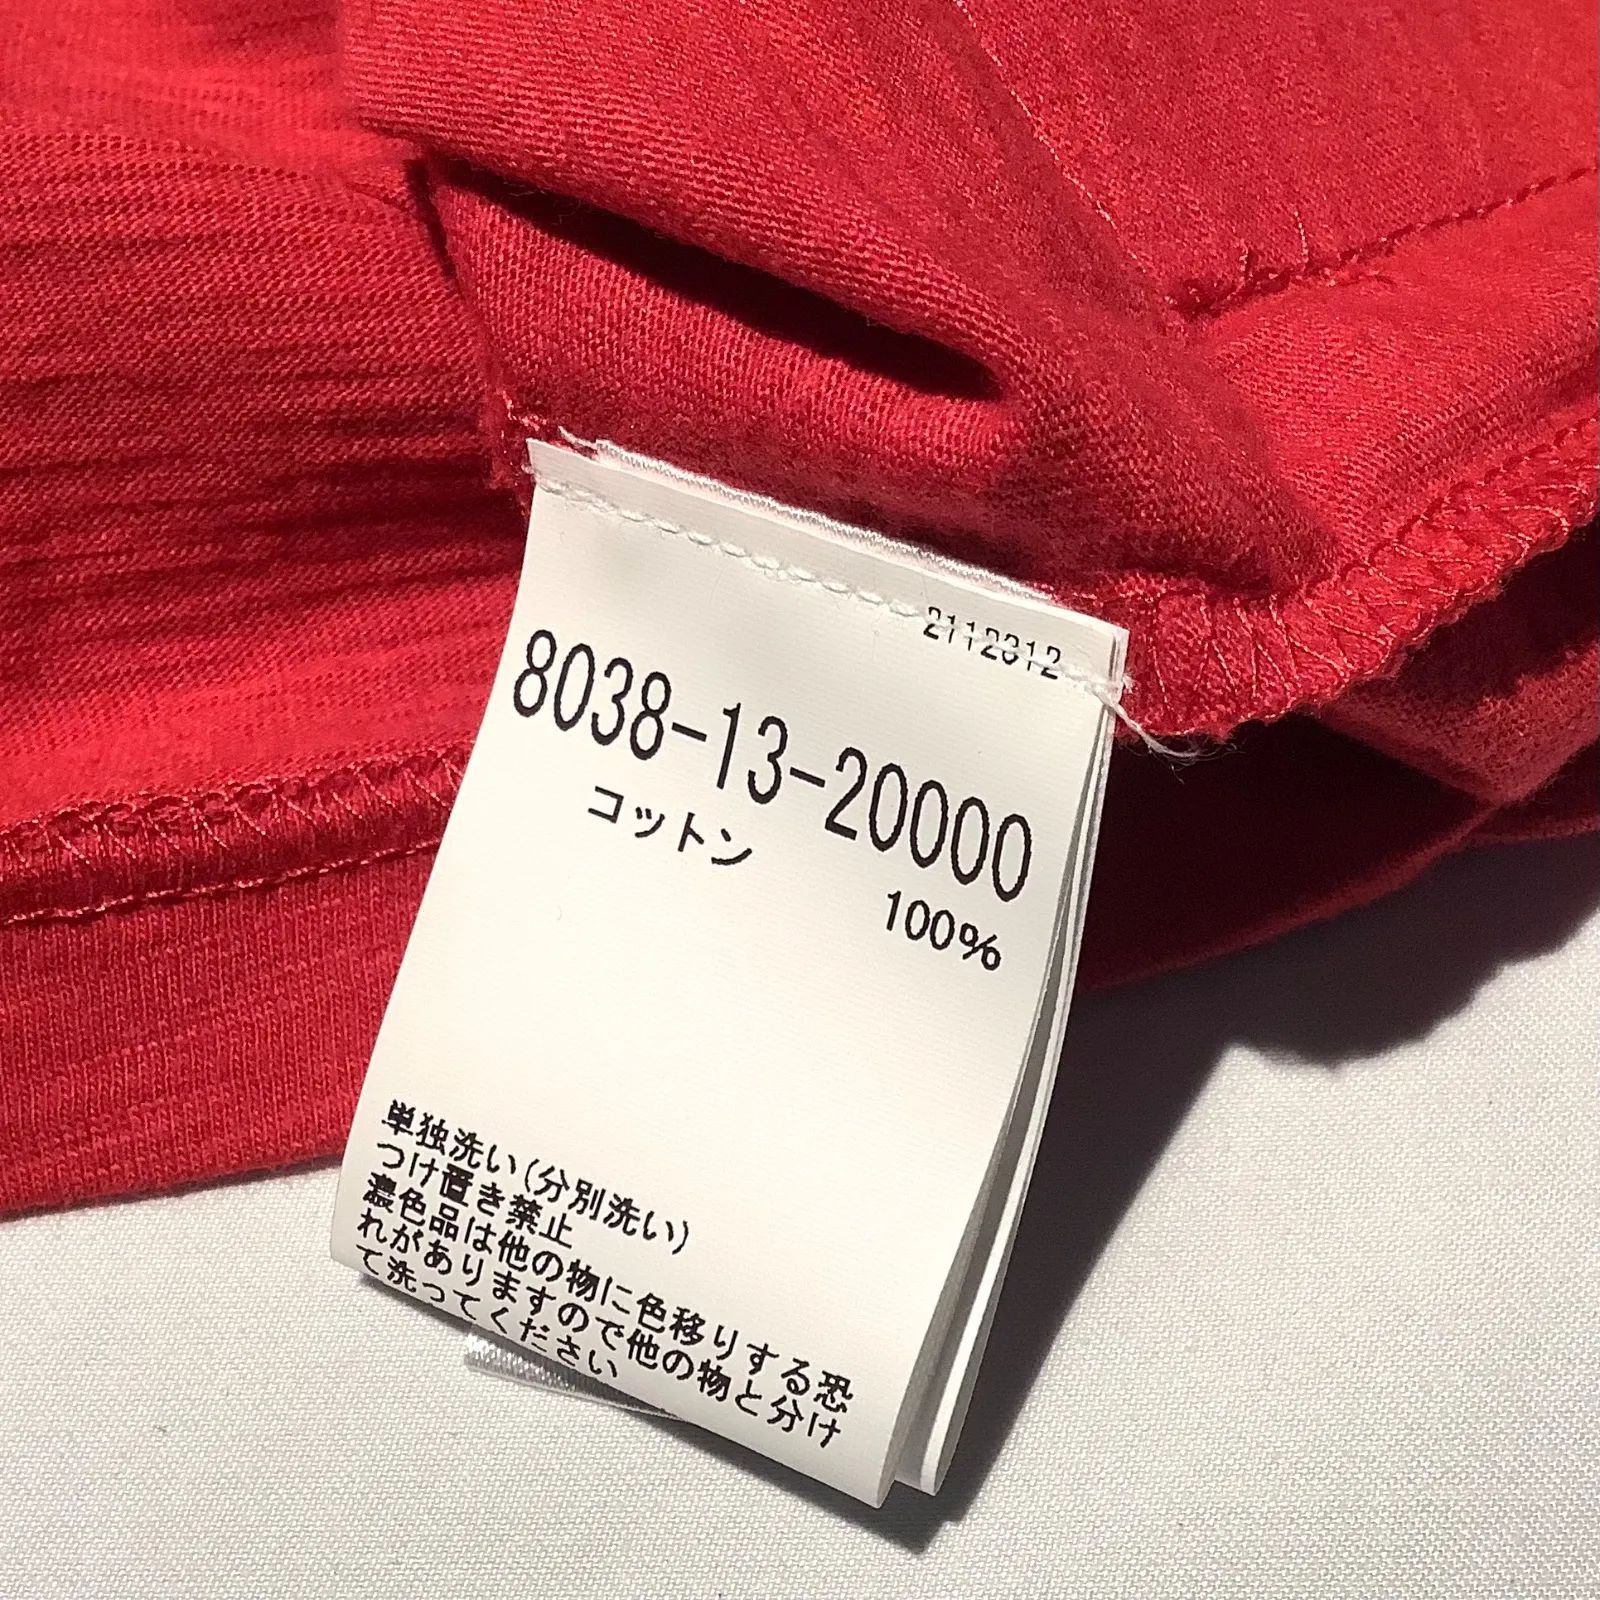 2112312
8038-13-20000
コットン
100%
単独洗い(分別洗い)
つけ置き禁止
濃色品は他の物に色移りする恐
れがありますので他の物と分け
て洗ってください